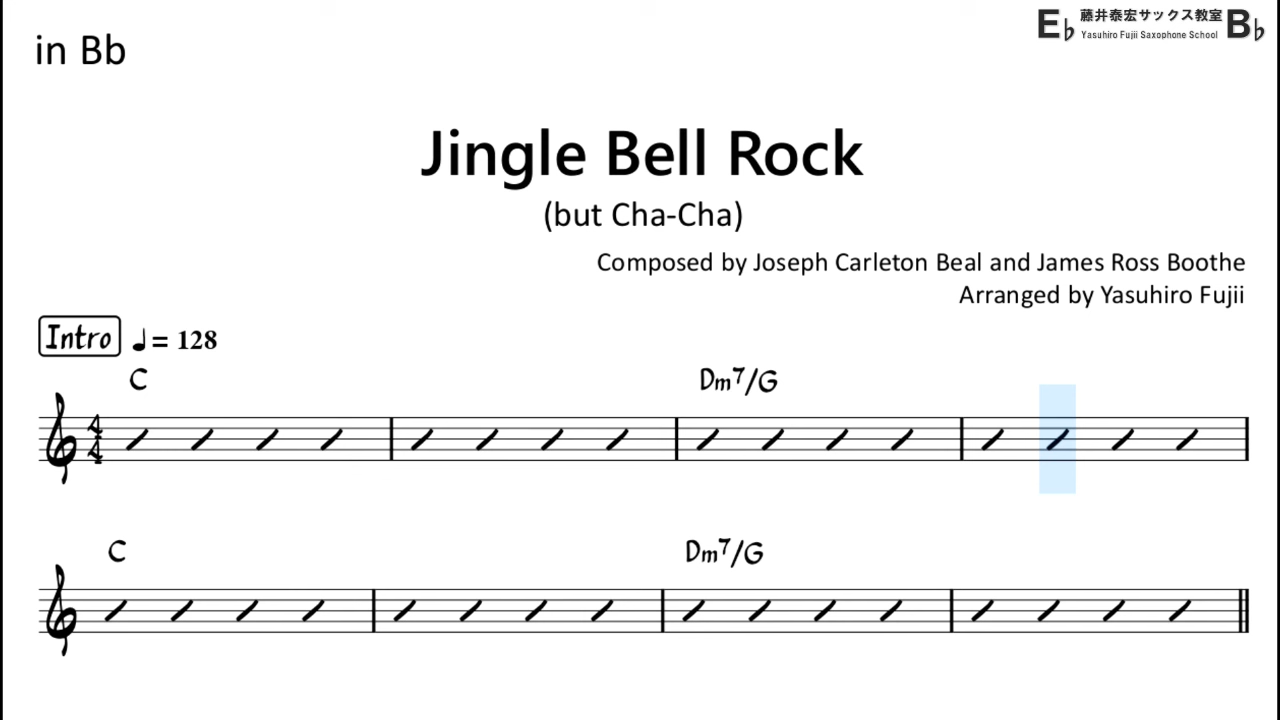 in Bb
E♭ 藤井泰宏サックス教室 B♭
Yasuhiro Fujii Saxophone School
Jingle Bell Rock
(but Cha-Cha)
Composed by Joseph Carleton Beal and James Ross Boothe
Arranged by Yasuhiro Fujii
Intro ♩= 128
C Dm7/G
4
4
C Dm7/G